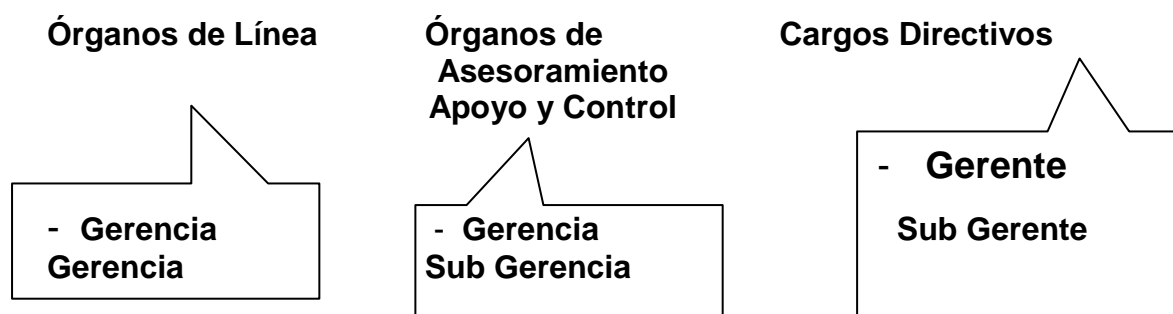 Órganos de Línea
- Gerencia
Gerencia
Órganos de
Asesoramiento
Apoyo y Control
- Gerencia
Sub Gerencia
Cargos Directivos
- Gerente
Sub Gerente